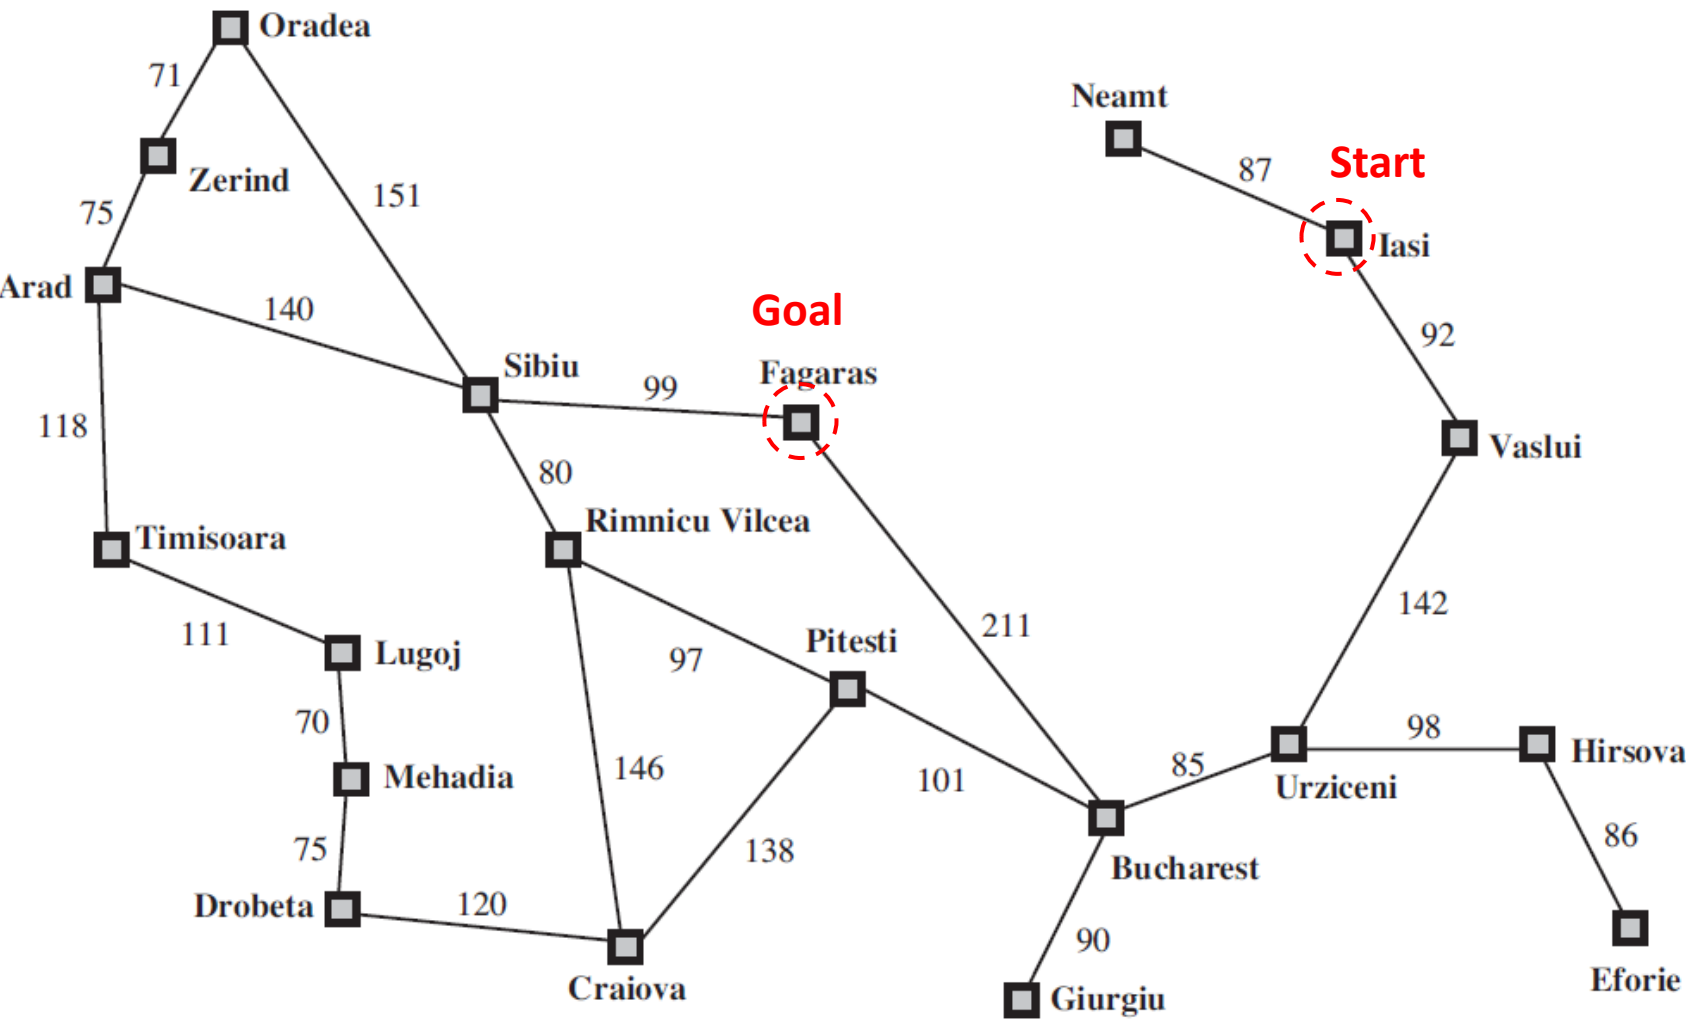 Oradea
71
Neamt
Zerind
87
Start
151
75
Iasi
Arad
140
Goal
92
Sibiu
Fagaras
99
118
Vaslui
80
Rimnicu Vilcea
Timisoara
142
211
111
Pitesti
Lugoj
97
70
98
Hirsova
146
85
Mehadia
101
Urziceni
86
75
138
Bucharest
Drobeta
120
90
Craiova
Eforie
Giurgiu